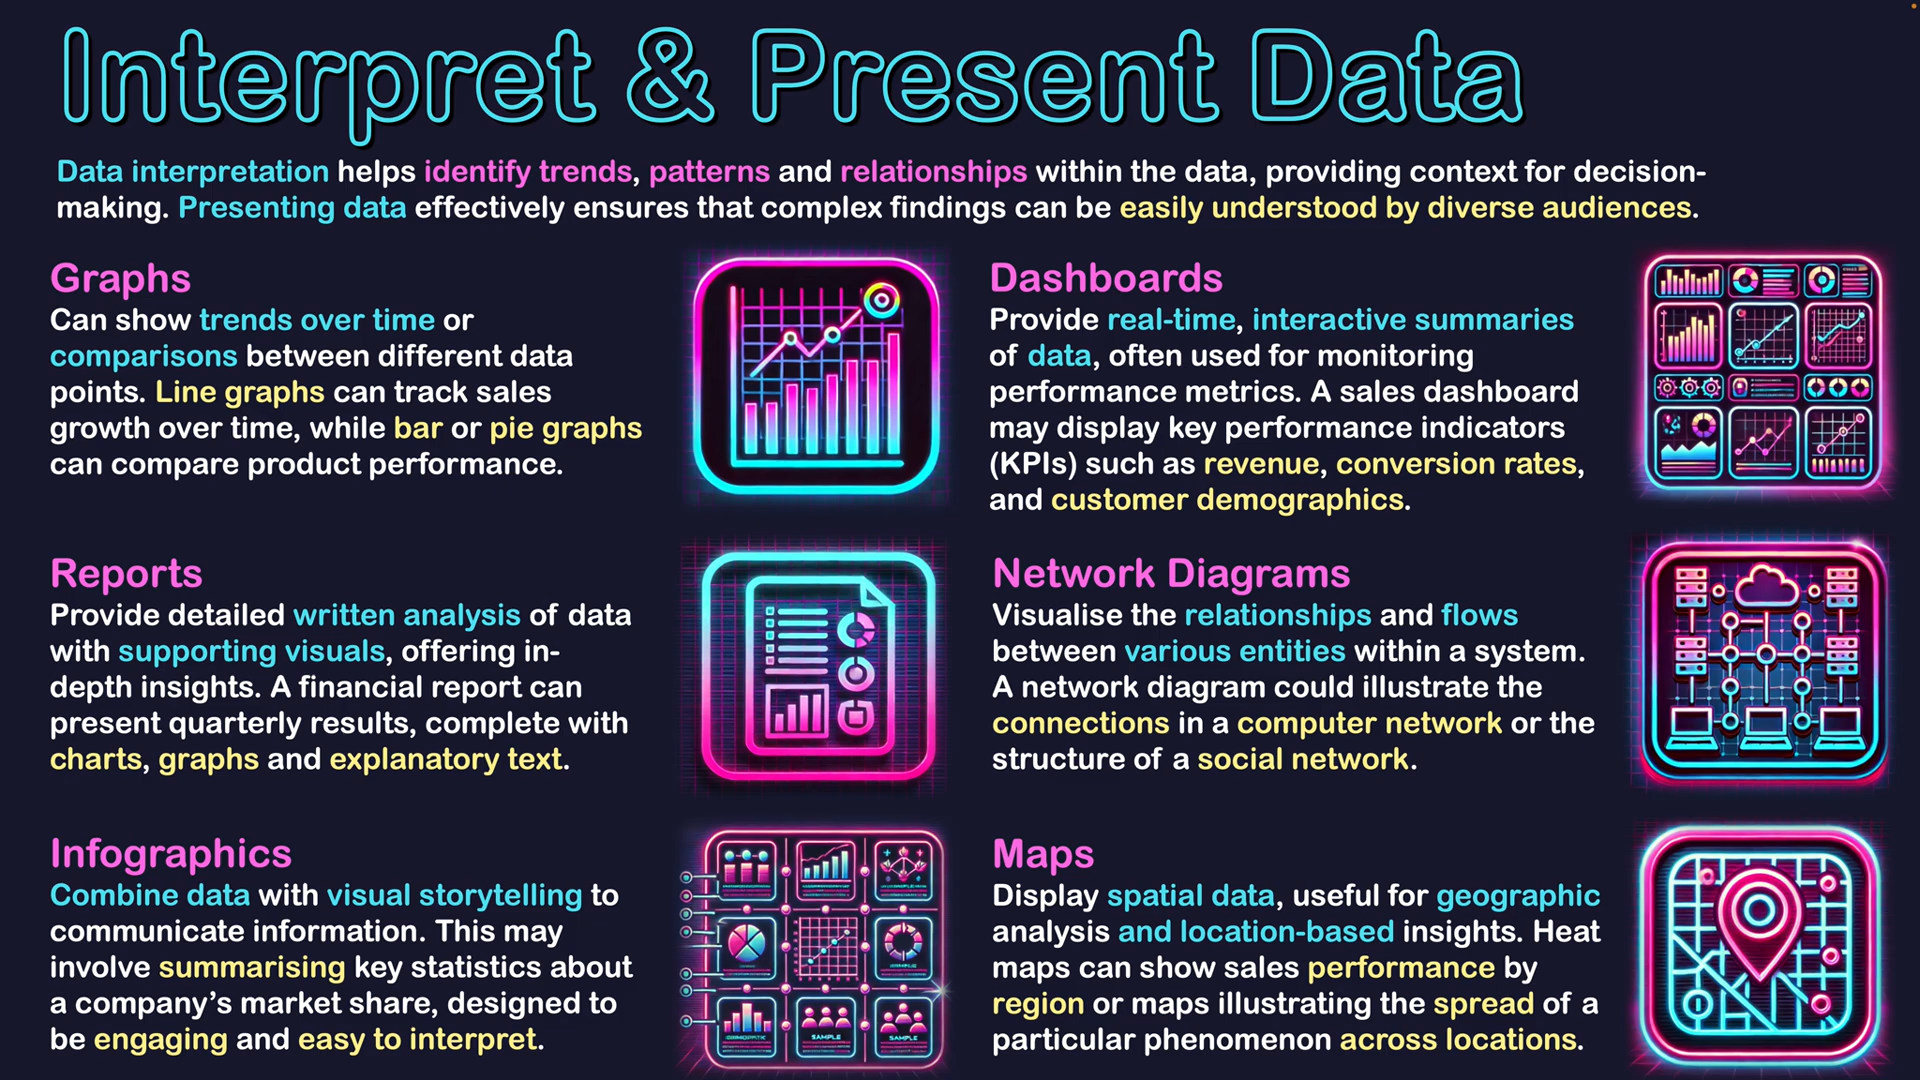 Interpret & Present Data
Data interpretation helps identify trends, patterns and relationships within the data, providing context for decision-
making. Presenting data effectively ensures that complex findings can be easily understood by diverse audiences.
Graphs
Can show trends over time or
comparisons between different data
points. Line graphs can track sales
growth over time, while bar or pie graphs
can compare product performance.
Dashboards
Provide real-time, interactive summaries
of data, often used for monitoring
performance metrics. A sales dashboard
may display key performance indicators
(KPIs) such as revenue, conversion rates,
and customer demographics.
Reports
Provide detailed written analysis of data
with supporting visuals, offering in-
depth insights. A financial report can
present quarterly results, complete with
charts, graphs and explanatory text.
Network Diagrams
Visualise the relationships and flows
between various entities within a system.
A network diagram could illustrate the
connections in a computer network or the
structure of a social network.
Infographics
Combine data with visual storytelling to
communicate information. This may
involve summarising key statistics about
a company's market share, designed to
be engaging and easy to interpret.
SAMPLE
SAMPLE
Maps
Display spatial data, useful for geographic
analysis and location-based insights. Heat
maps can show sales performance by
region or maps illustrating the spread of a
particular phenomenon across locations.